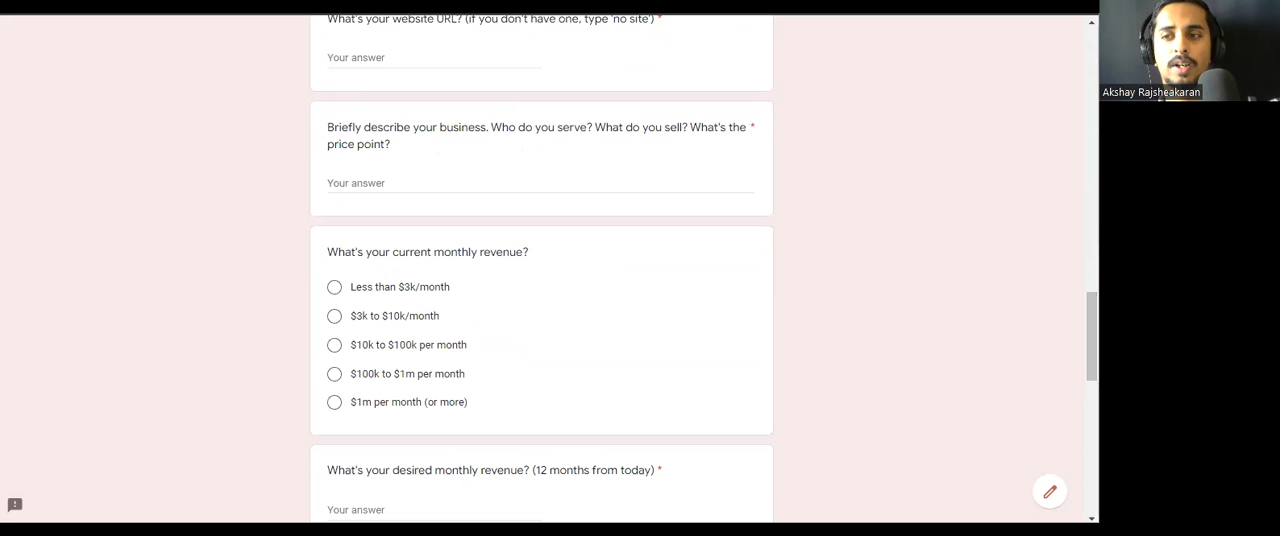 What's your website URL? (if you don't have one, type 'no site') *
Your answer
Briefly describe your business. Who do you serve? What do you sell? What's the *
price point?
Your answer
What's your current monthly revenue?
Less than $3k/month
$3k to $10k/month
$10k to $100k per month
$100k to $1m per month
$1m per month (or more)
What's your desired monthly revenue? (12 months from today) *
Your answer
Akshay Rajsheakaran